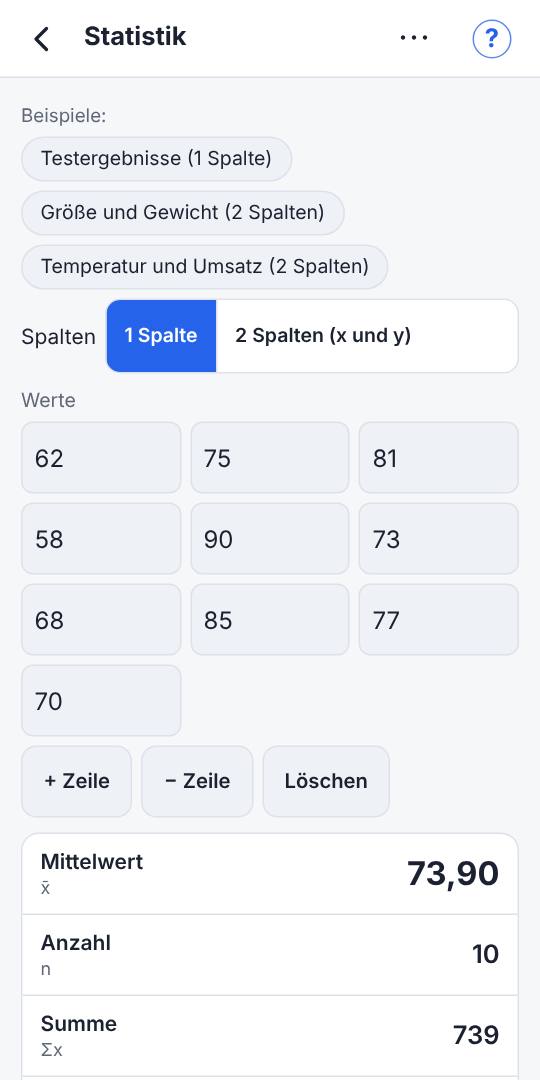 Statistik
?
Beispiele:
Testergebnisse (1 Spalte)
Größe und Gewicht (2 Spalten)
Temperatur und Umsatz (2 Spalten)
Spalten 1 Spalte 2 Spalten (x und y)
Werte
62 75 81
58 90 73
68 85 77
70
+ Zeile − Zeile Löschen
Mittelwert 73,90
x̄
Anzahl 10
n
Summe 739
Σx